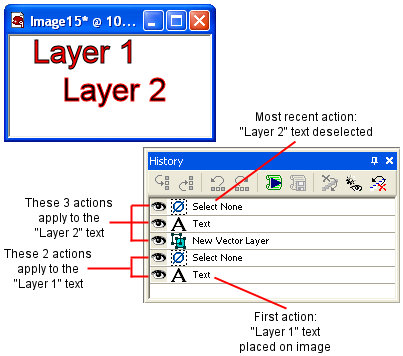 Image15* @ 10...
Layer 1
Layer 2
Most recent action:
"Layer 2" text deselected
History
These 3 actions
apply to the
"Layer 2" text
These 2 actions
apply to the
"Layer 1" text
Select None
Text
New Vector Layer
Select None
Text
First action:
"Layer 1" text
placed on image